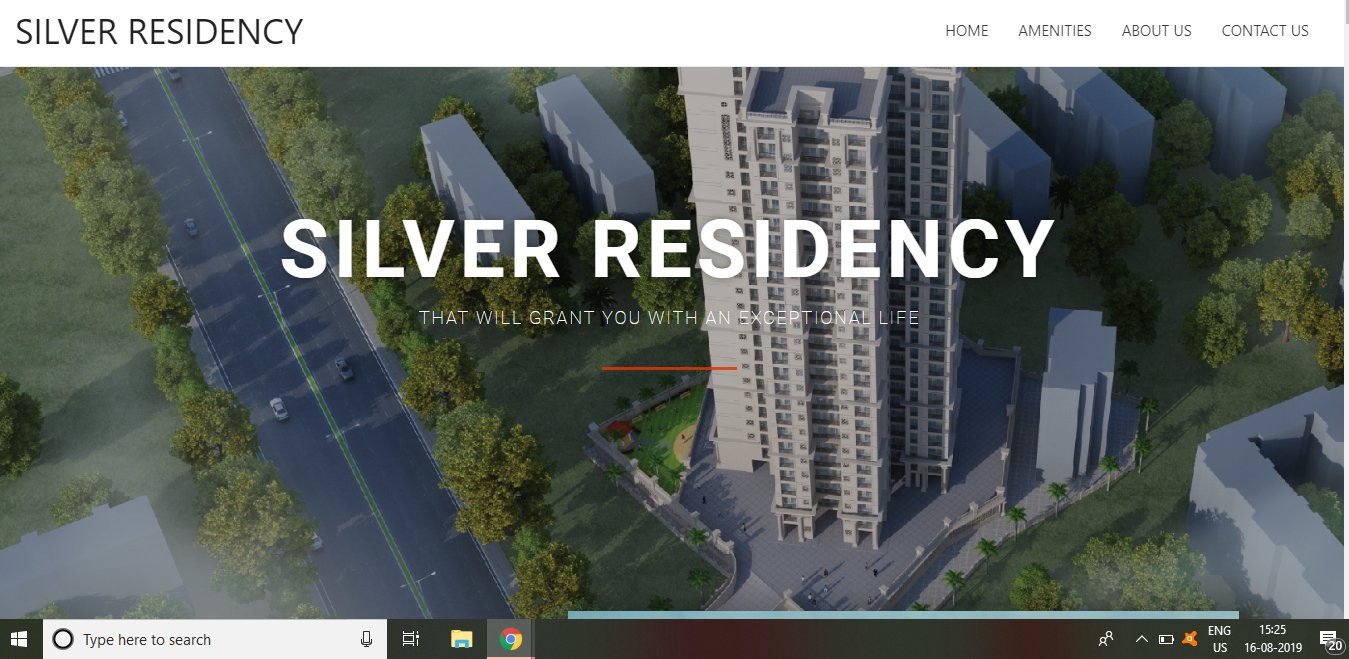 SILVER RESIDENCY
HOME AMENITIES ABOUT US CONTACT US
SILVER RESIDENCY
THAT WILL GRANT YOU WITH AN EXCEPTIONAL LIFE
Type here to search
ENG
US
15:25
16-08-2019
20